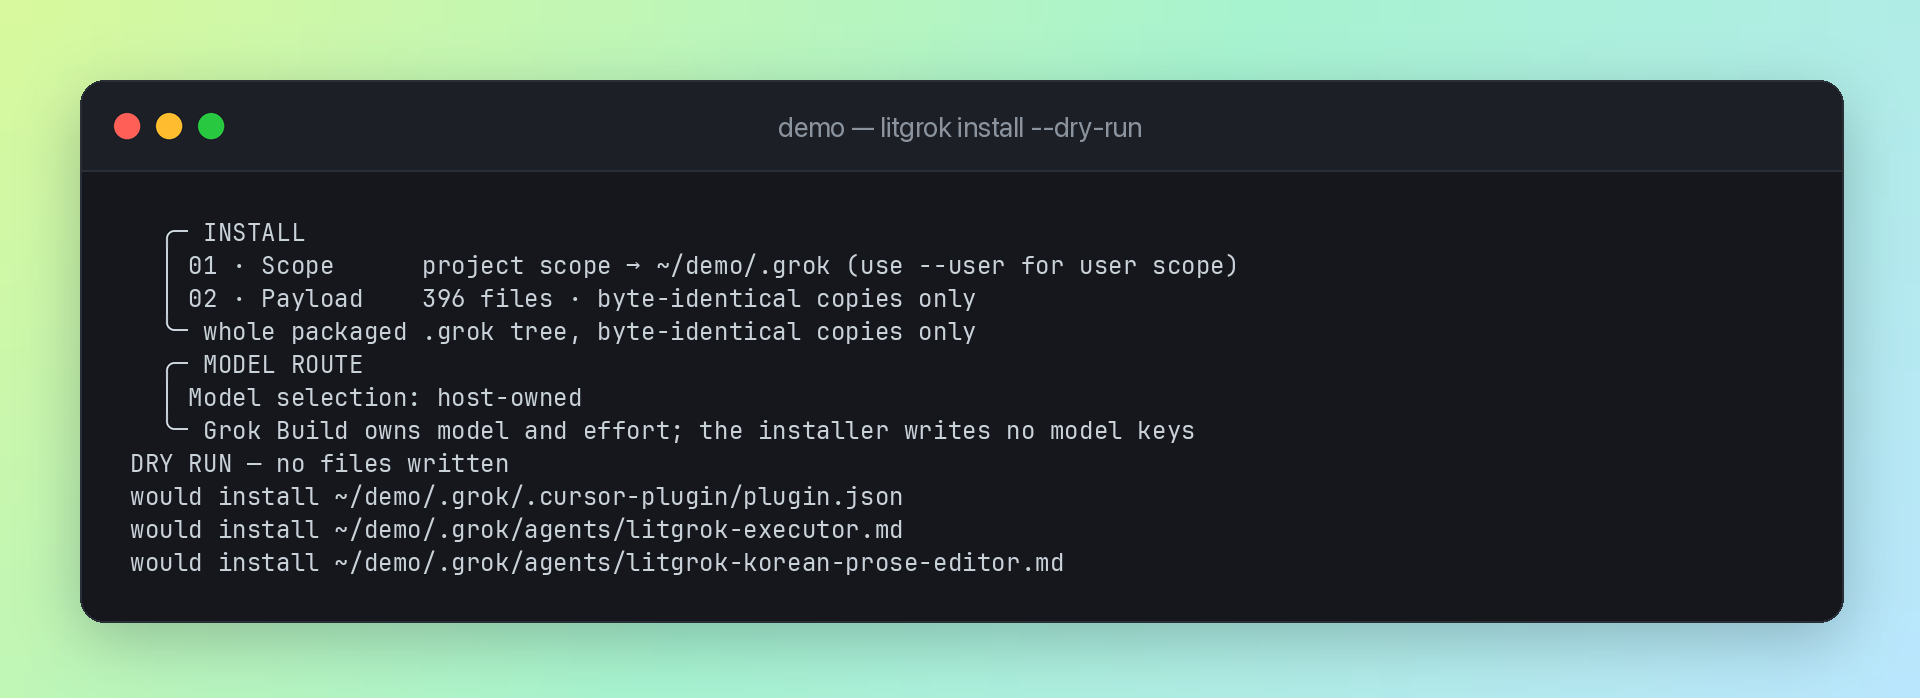 demo — litgrok install --dry-run
INSTALL
01 · Scope      project scope → ~/demo/.grok (use --user for user scope)
02 · Payload    396 files · byte-identical copies only
whole packaged .grok tree, byte-identical copies only
MODEL ROUTE
Model selection: host-owned
Grok Build owns model and effort; the installer writes no model keys
DRY RUN — no files written
would install ~/demo/.grok/.cursor-plugin/plugin.json
would install ~/demo/.grok/agents/litgrok-executor.md
would install ~/demo/.grok/agents/litgrok-korean-prose-editor.md